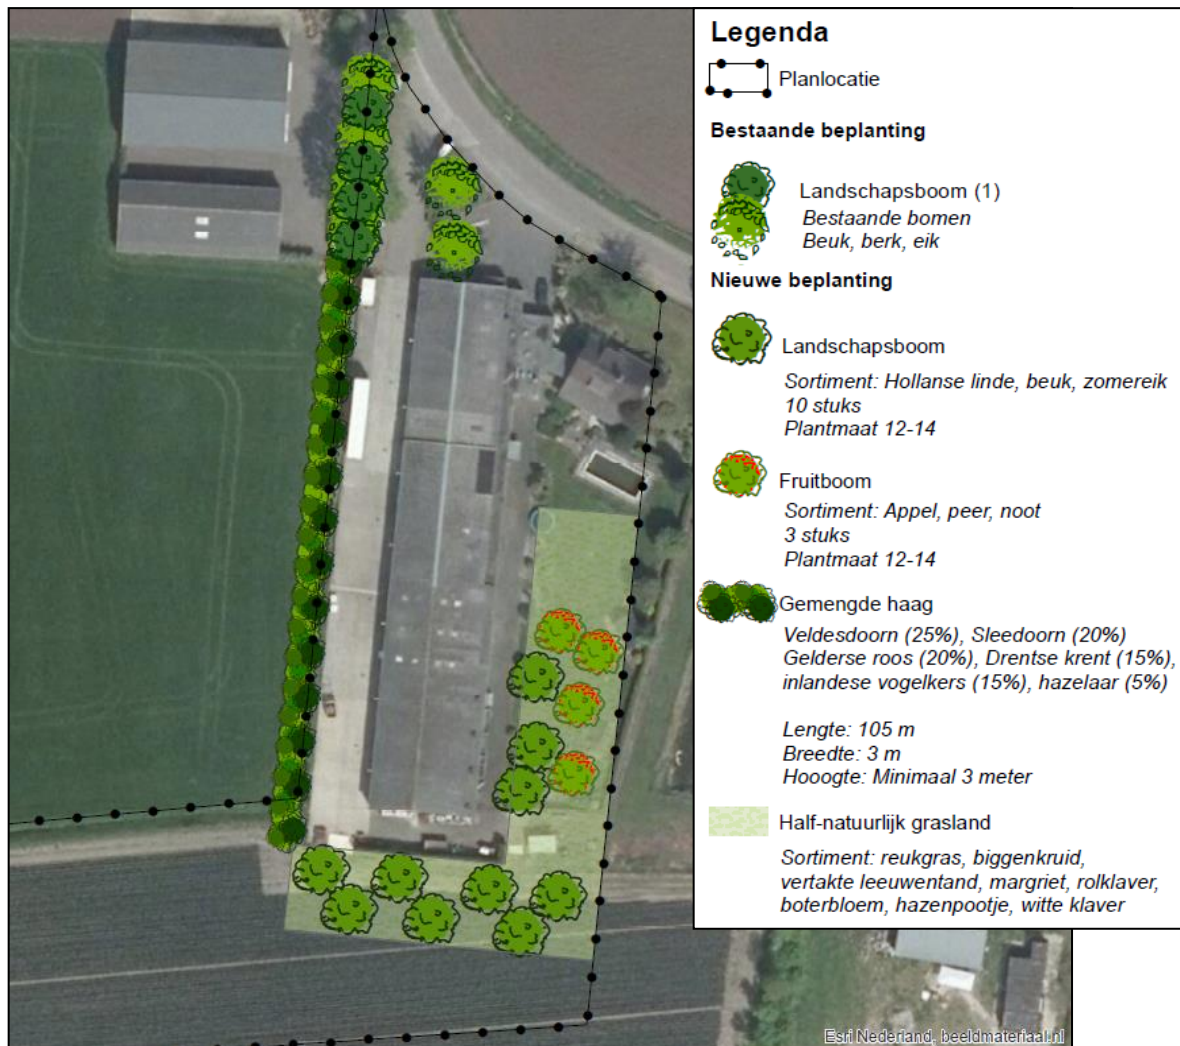 Legenda
Planlocatie
Bestaande beplanting
Landschapsboom (1)
Bestaande bomen
Beuk, berk, eik
Nieuwe beplanting
Landschapsboom
Sortiment: Hollanse linde, beuk, zomereik
10 stuks
Plantmaat 12-14
Fruitboom
Sortiment: Appel, peer, noot
3 stuks
Plantmaat 12-14
Gemengde haag
Veldesdoorn (25%), Sleedoorn (20%)
Gelderse roos (20%), Drentse krent (15%),
inlandese vogelkers (15%), hazelaar (5%)
Lengte: 105 m
Breedte: 3 m
Hooogte: Minimaal 3 meter
Half-natuurlijk grasland
Sortiment: reukgras, biggenkruid,
vertakte leeuwentand, margriet, rolklaver,
boterbloem, hazenpootje, witte klaver
Esri Nederland, beeldmateriaal.nl